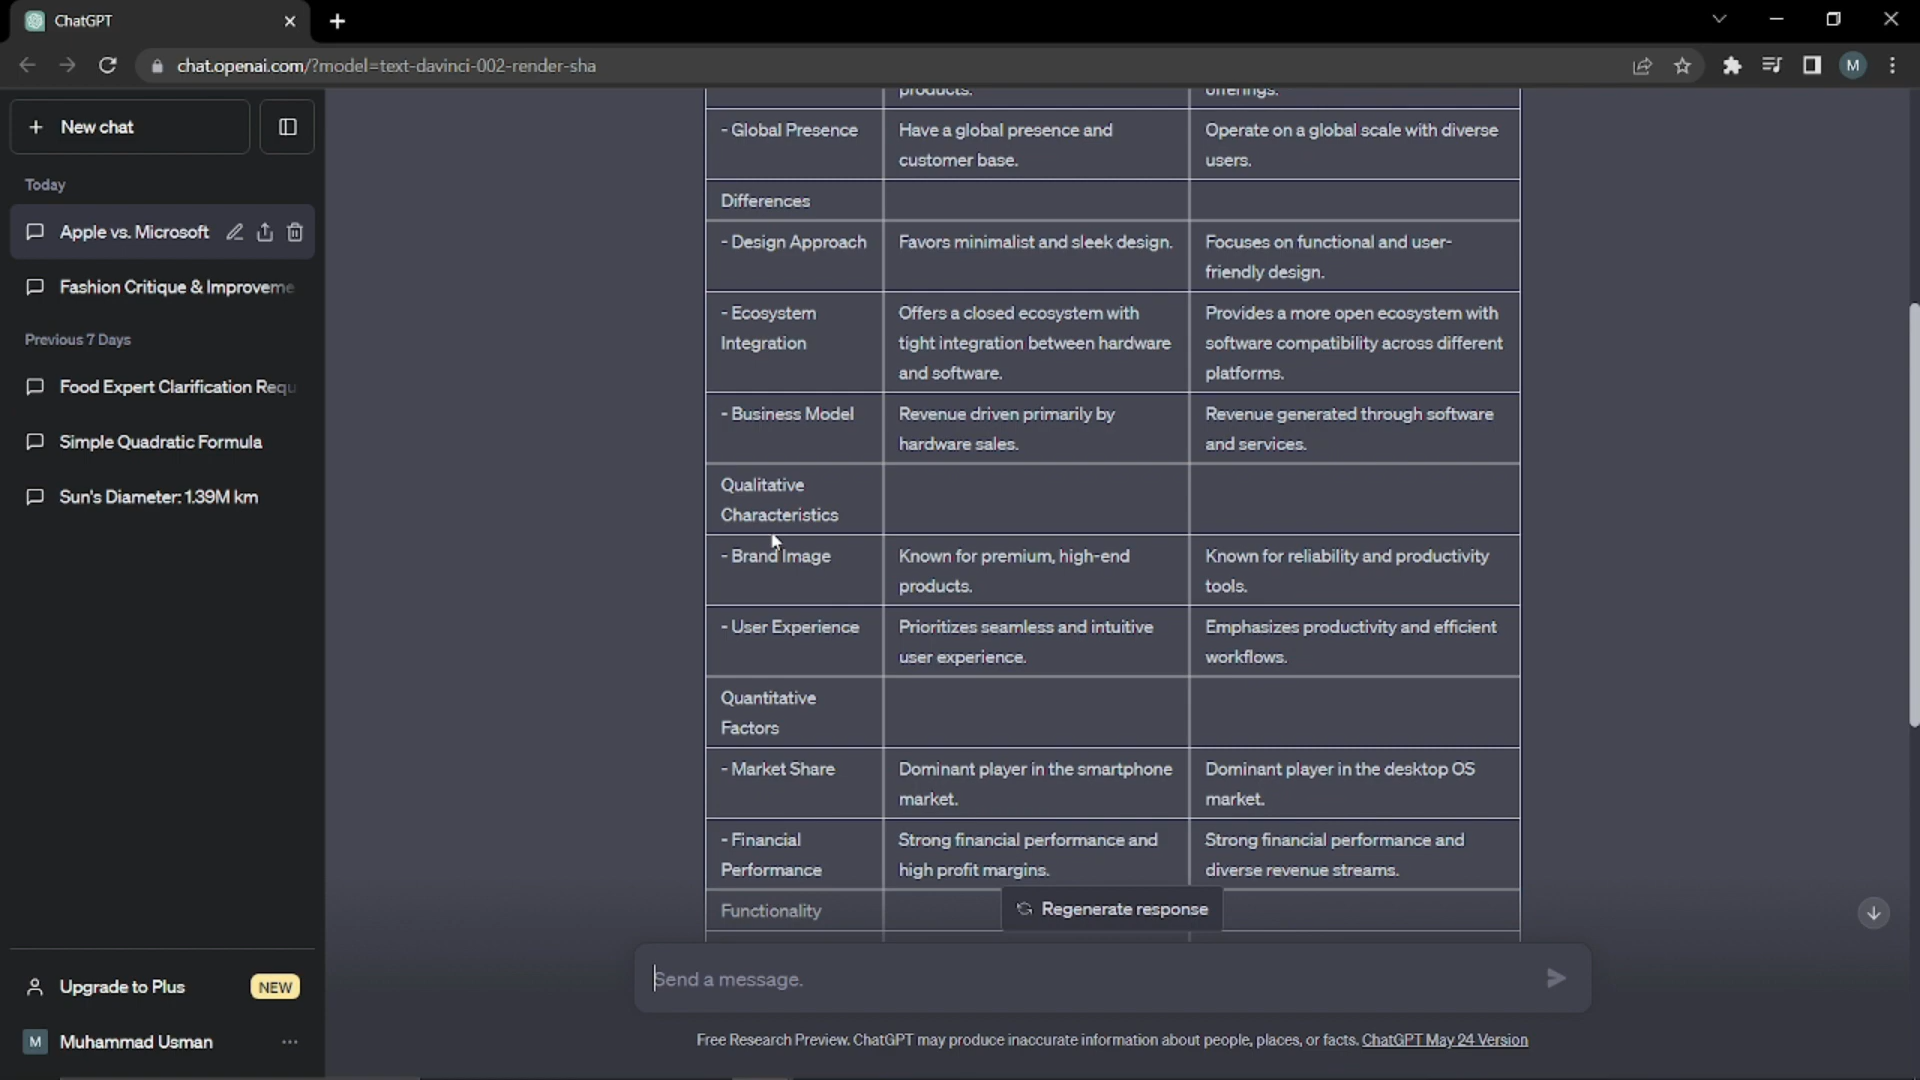 ChatGPT
chat.openai.com/?model=text-davinci-002-render-sha
M
New chat
Today
Apple vs. Microsoft
Fashion Critique & Improveme
Previous 7 Days
Food Expert Clarification Requ
Simple Quadratic Formula
Sun's Diameter: 1.39M km
Upgrade to Plus NEW
M Muhammad Usman
products. offerings.
- Global Presence Have a global presence and Operate on a global scale with diverse
customer base. users.
Differences
- Design Approach Favors minimalist and sleek design. Focuses on functional and user-
friendly design.
- Ecosystem Offers a closed ecosystem with Provides a more open ecosystem with
Integration tight integration between hardware software compatibility across different
and software. platforms.
- Business Model Revenue driven primarily by Revenue generated through software
hardware sales. and services.
Qualitative
Characteristics
- Brand Image Known for premium, high-end Known for reliability and productivity
products. tools.
- User Experience Prioritizes seamless and intuitive Emphasizes productivity and efficient
user experience. workflows.
Quantitative
Factors
- Market Share Dominant player in the smartphone Dominant player in the desktop OS
market. market.
- Financial Strong financial performance and Strong financial performance and
Performance high profit margins. diverse revenue streams.
Functionality
Regenerate response
Send a message.
Free Research Preview. ChatGPT may produce inaccurate information about people, places, or facts. ChatGPT May 24 Version